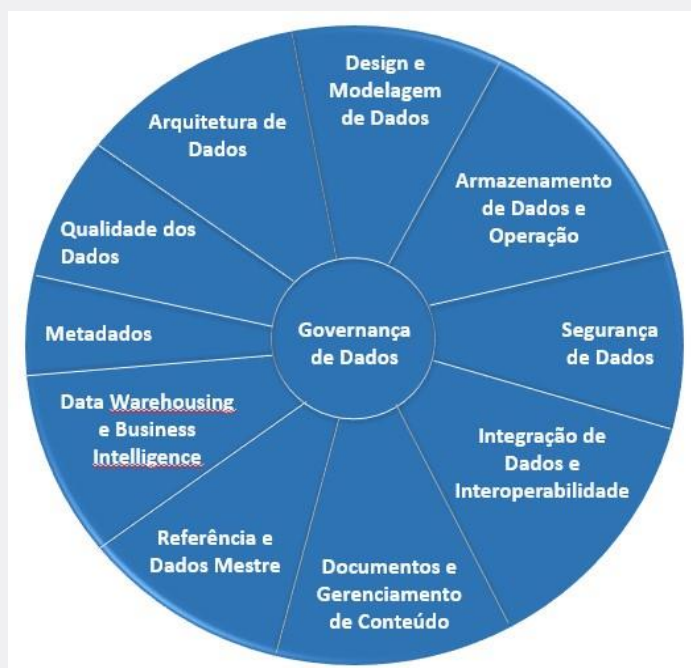 Design e
Modelagem
de Dados
Armazenamento
de Dados e
Operação
Segurança
de Dados
Integração de
Dados e
Interoperabilidade
Documentos e
Gerenciamento
de Conteúdo
Referência e
Dados Mestre
Data Warehousing
e Business
Intelligence
Metadados
Qualidade dos
Dados
Arquitetura de
Dados
Governança
de Dados